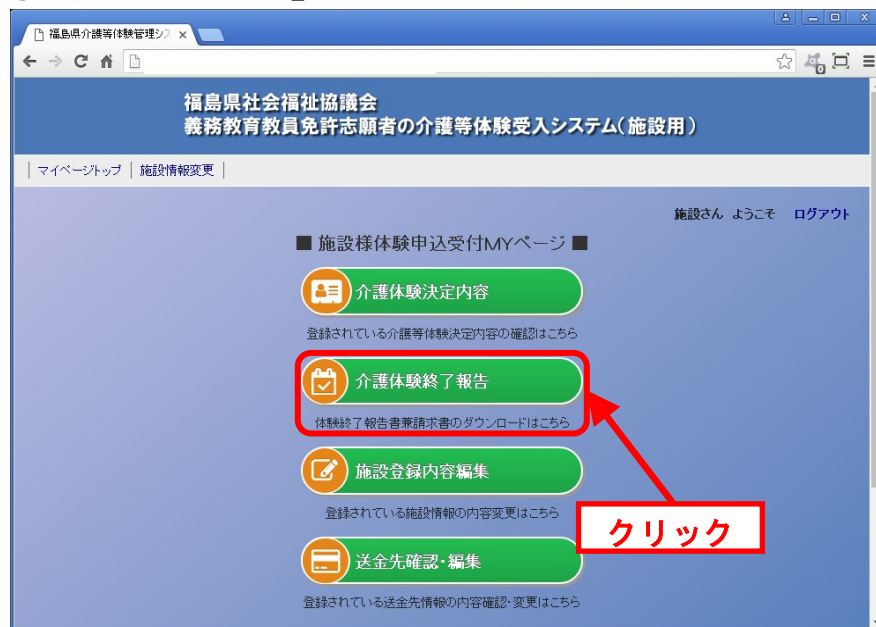 福島県介護等体験管理シス
福島県社会福祉協議会
義務教育教員免許志願者の介護等体験受入システム(施設用)
マイページトップ 施設情報変更
施設さん ようこそ ログアウト
■ 施設様体験申込受付MYページ ■
介護体験決定内容
登録されている介護等体験決定内容の確認はこちら
介護体験終了報告
体験終了報告書兼請求書のダウンロードはこちら
施設登録内容編集
登録されている施設情報の内容変更はこちら
クリック
送金先確認・編集
登録されている送金先情報の内容確認・変更はこちら